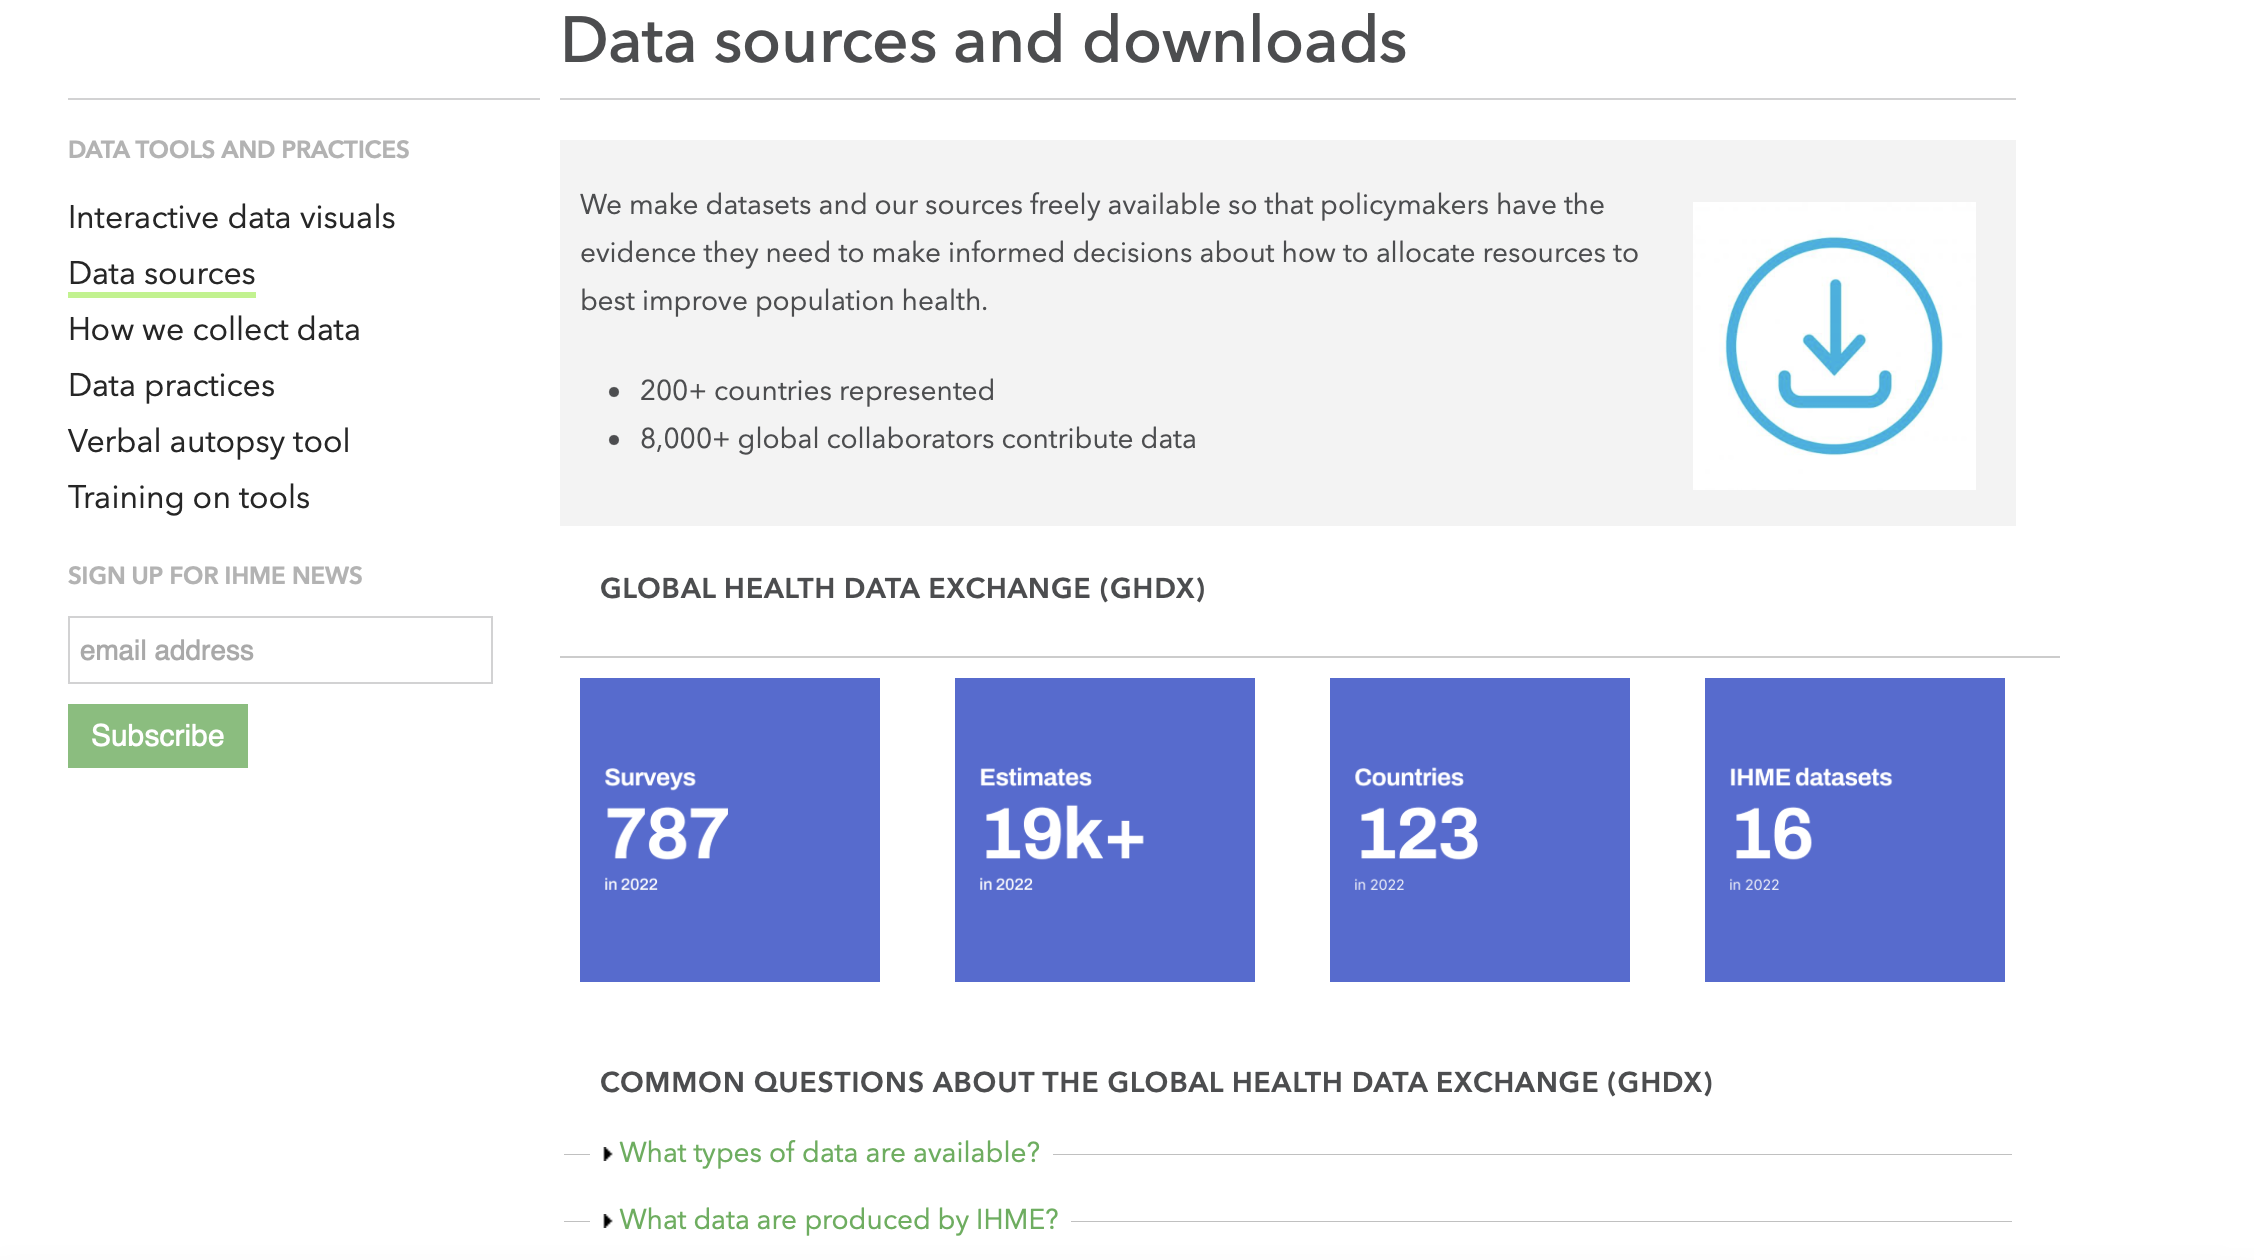 Data sources and downloads
DATA TOOLS AND PRACTICES
Interactive data visuals
Data sources
How we collect data
Data practices
Verbal autopsy tool
Training on tools
SIGN UP FOR IHME NEWS
email address
Subscribe
We make datasets and our sources freely available so that policymakers have the
evidence they need to make informed decisions about how to allocate resources to
best improve population health.
• 200+ countries represented
• 8,000+ global collaborators contribute data
GLOBAL HEALTH DATA EXCHANGE (GHDX)
Surveys
787
in 2022
Estimates
19k+
in 2022
Countries
123
in 2022
IHME datasets
16
in 2022
COMMON QUESTIONS ABOUT THE GLOBAL HEALTH DATA EXCHANGE (GHDX)
What types of data are available?
What data are produced by IHME?